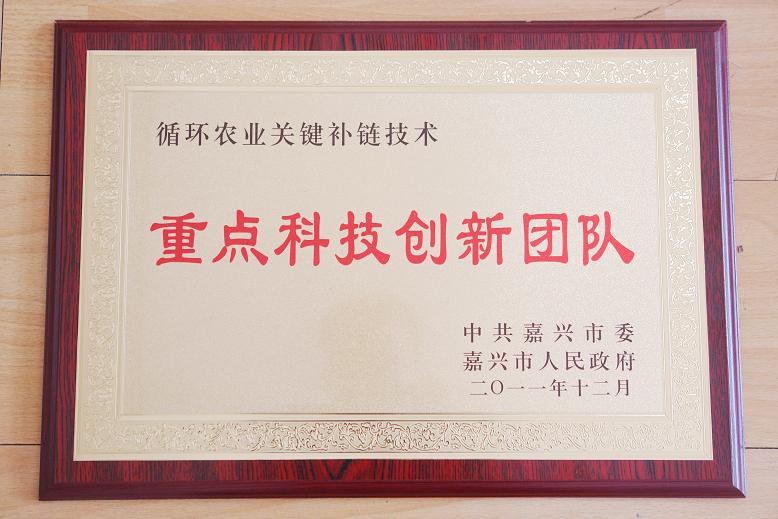 循环农业关键补链技术
重点科技创新团队
中共嘉兴市委
嘉兴市人民政府
二〇一一年十二月